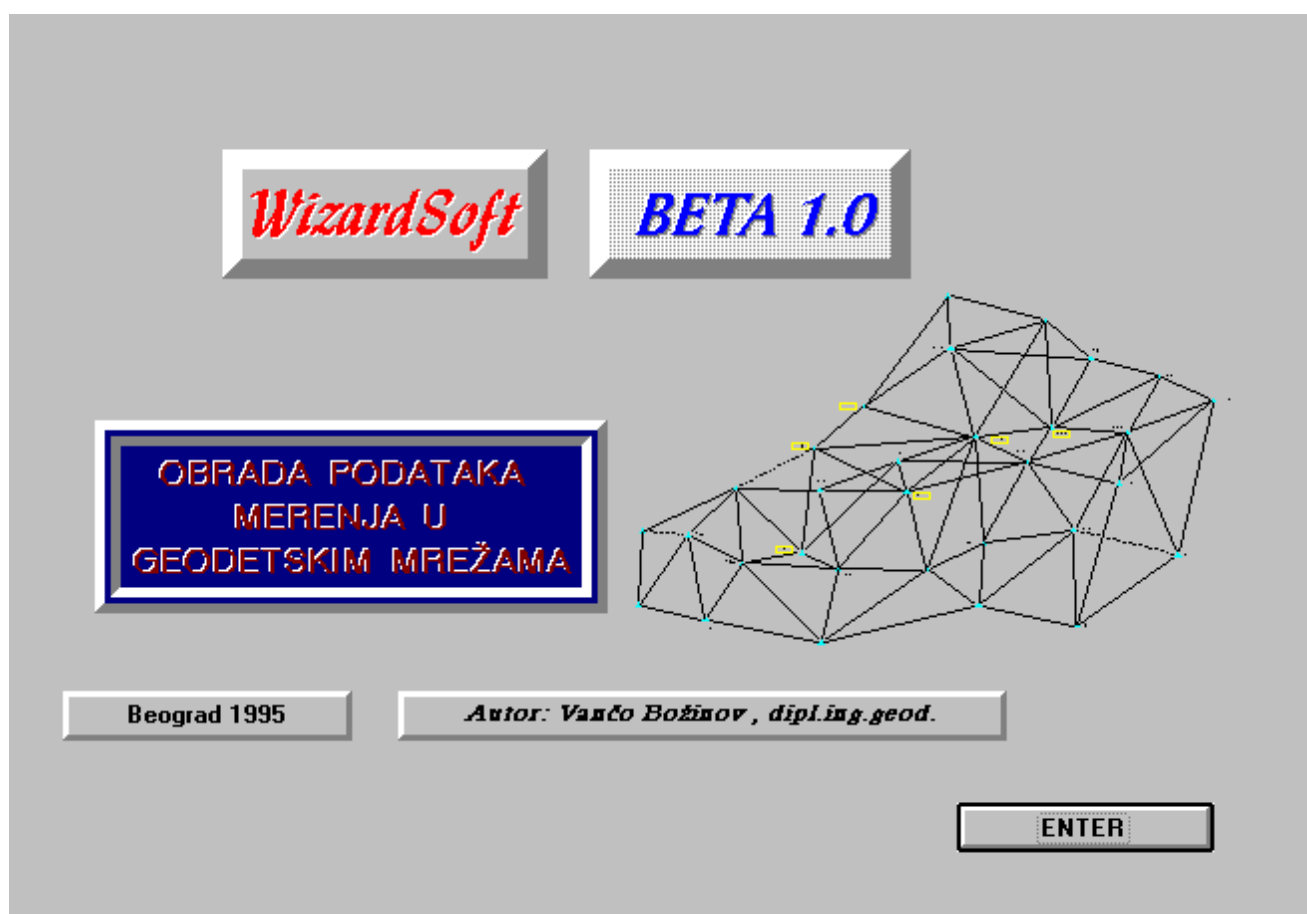 WizardSoft
BETA 1.0
OBRADA PODATAKA
MERENJA U
GEODETSKIM MREŽAMA
Beograd 1995
Autor: Vančo Božinov , dipl.ing.geod.
ENTER